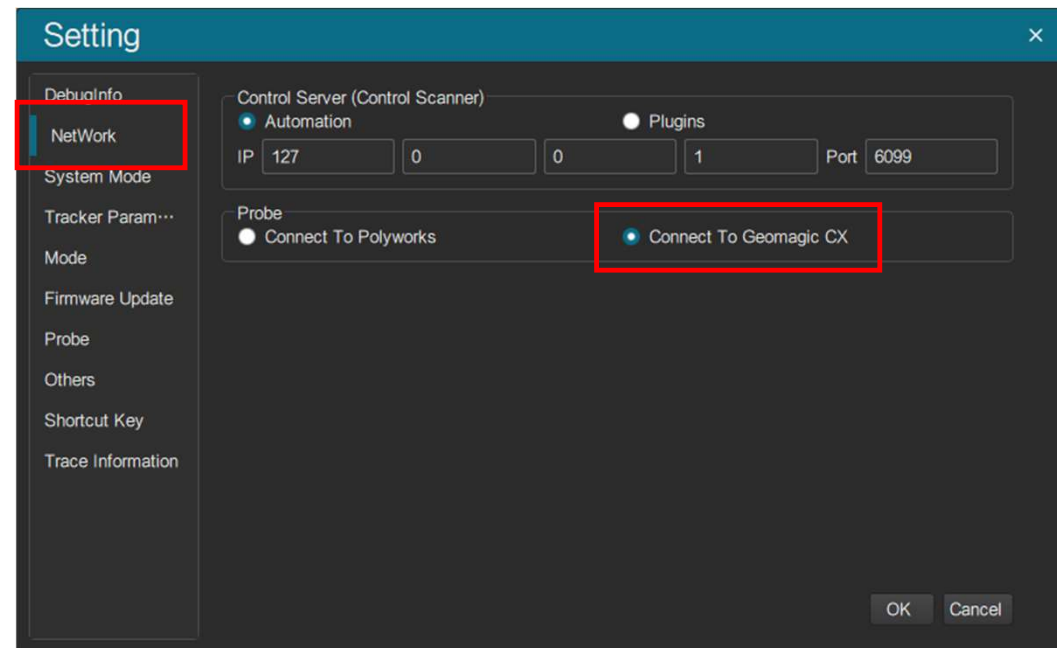 Setting
DebugInfo
NetWork
System Mode
Tracker Param···
Mode
Firmware Update
Probe
Others
Shortcut Key
Trace Information
Control Server (Control Scanner)
Automation Plugins
IP 127 0 0 1 Port 6099
Probe
Connect To Polyworks Connect To Geomagic CX
OK Cancel